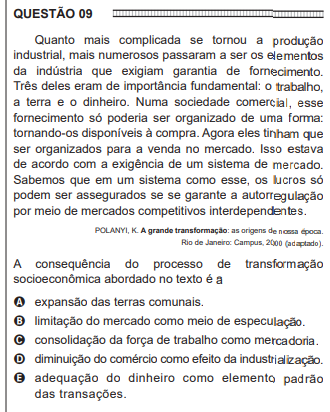 QUESTÃO 09
Quanto mais complicada se tornou a produção
industrial, mais numerosos passaram a ser os elementos
da indústria que exigiam garantia de fornecimento.
Três deles eram de importância fundamental: o trabalho,
a terra e o dinheiro. Numa sociedade comercial, esse
fornecimento só poderia ser organizado de uma forma:
tornando-os disponíveis à compra. Agora eles tinham que
ser organizados para a venda no mercado. Isso estava
de acordo com a exigência de um sistema de mercado.
Sabemos que em um sistema como esse, os lucros só
podem ser assegurados se se garante a autorregulação
por meio de mercados competitivos interdependentes.
POLANYI, K. A grande transformação: as origens de nossa época.
Rio de Janeiro: Campus, 2000 (adaptado).
A consequência do processo de transformação
socioeconômica abordado no texto é a
A expansão das terras comunais.
B limitação do mercado como meio de especulação.
C consolidação da força de trabalho como mercadoria.
D diminuição do comércio como efeito da industrialização.
E adequação do dinheiro como elemento padrão
das transações.